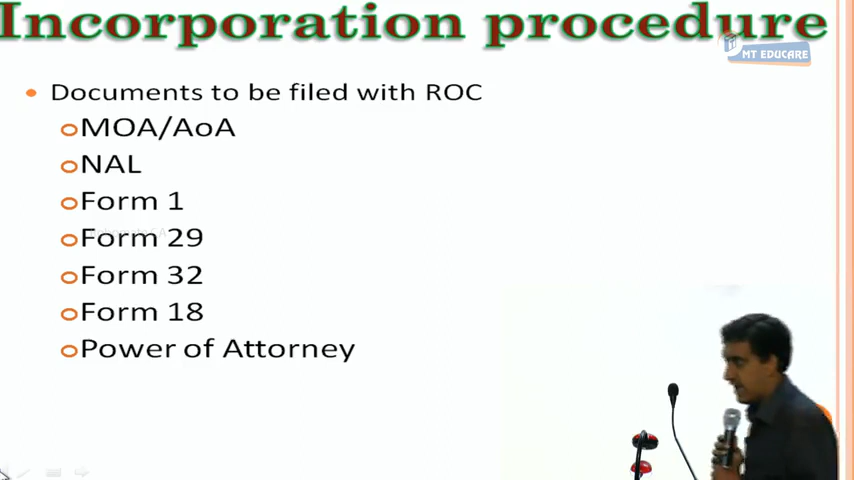 Incorporation procedure
MT EDUCARE
Documents to be filed with ROC
MOA/AoA
NAL
Form 1
Form 29
Form 32
Form 18
Power of Attorney